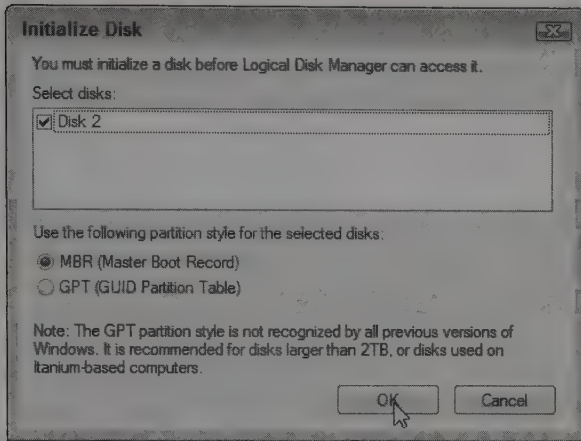 Initialize Disk
You must initialize a disk before Logical Disk Manager can access it.
Select disks:
Disk 2
Use the following partition style for the selected disks:
MBR (Master Boot Record)
GPT (GUID Partition Table)
Note: The GPT partition style is not recognized by all previous versions of
Windows. It is recommended for disks larger than 2TB, or disks used on
Itanium-based computers.
OK Cancel